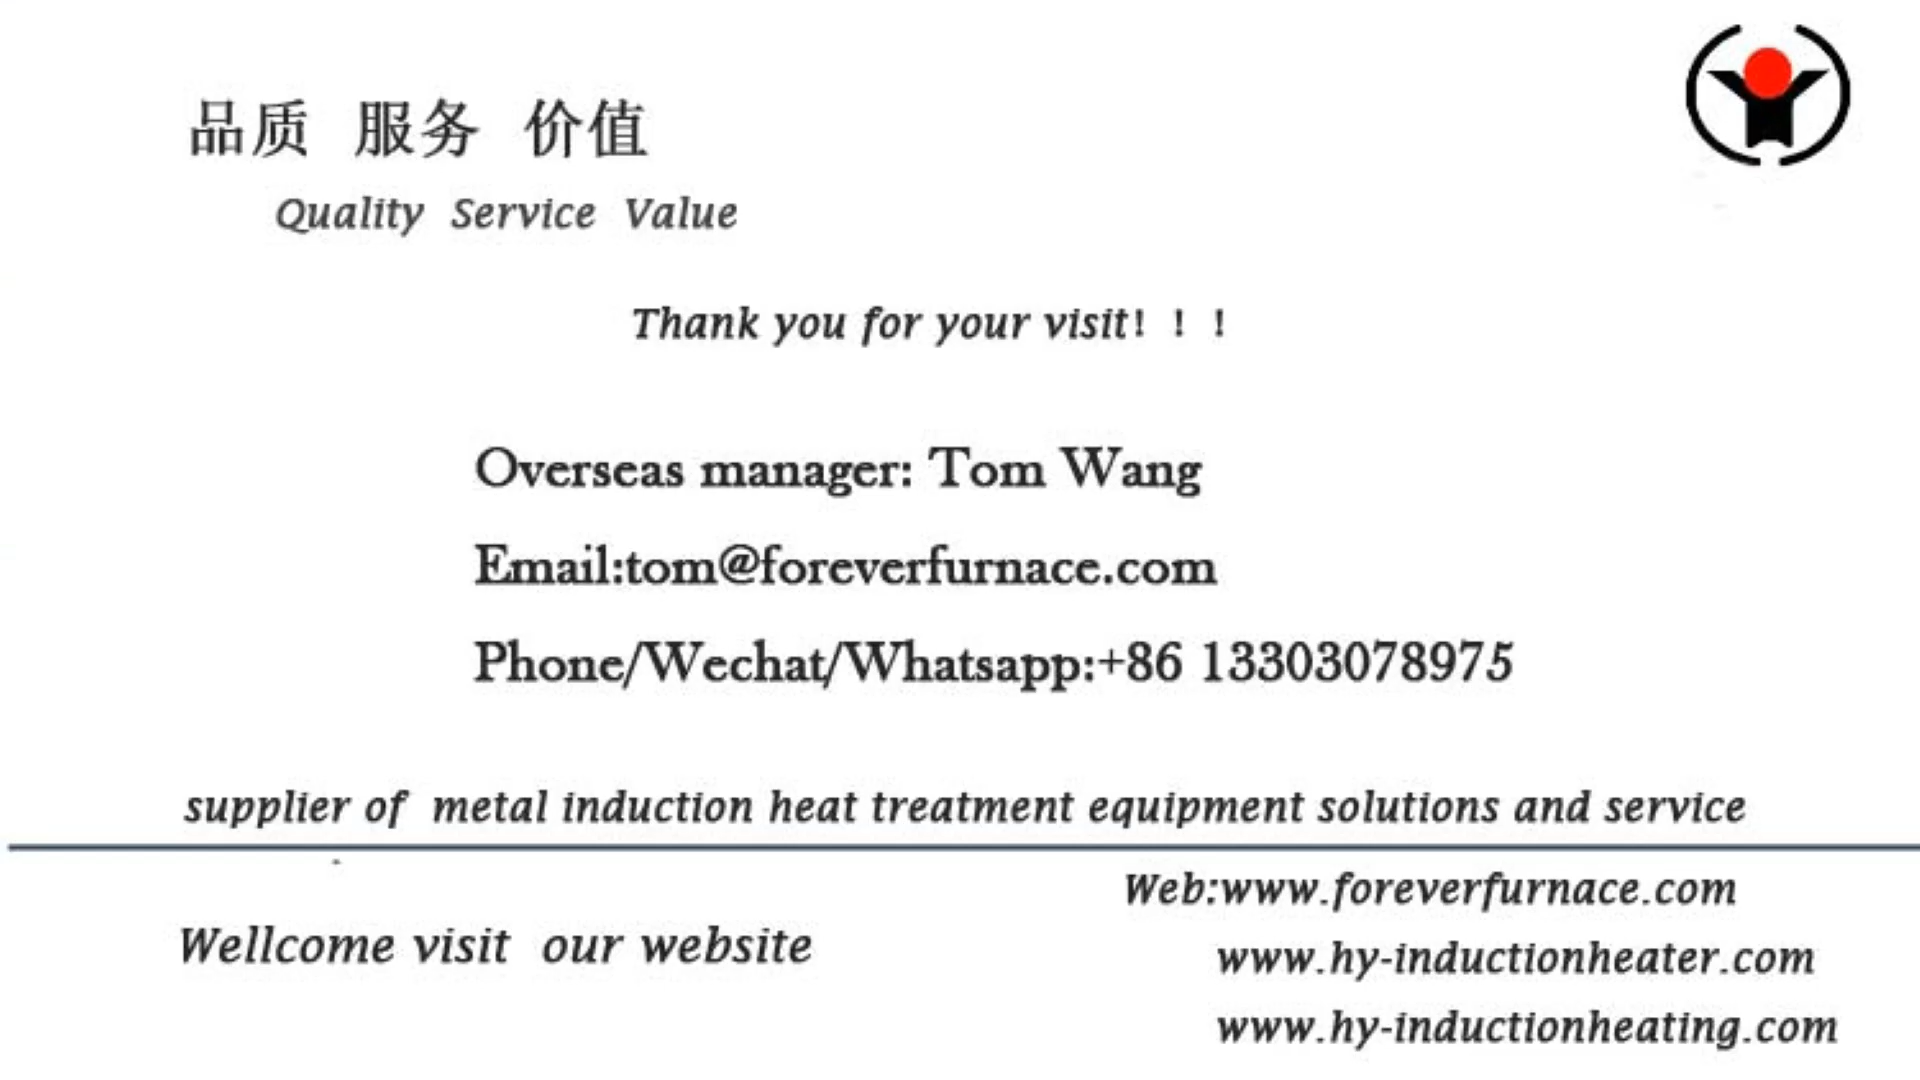 品质 服务 价值
Quality Service Value
Thank you for your visit! ! !
Overseas manager: Tom Wang
Email:tom@foreverfurnace.com
Phone/Wechat/Whatsapp:+86 13303078975
supplier of metal induction heat treatment equipment solutions and service
Wellcome visit our website
Web:www.foreverfurnace.com
www.hy-inductionheater.com
www.hy-inductionheating.com